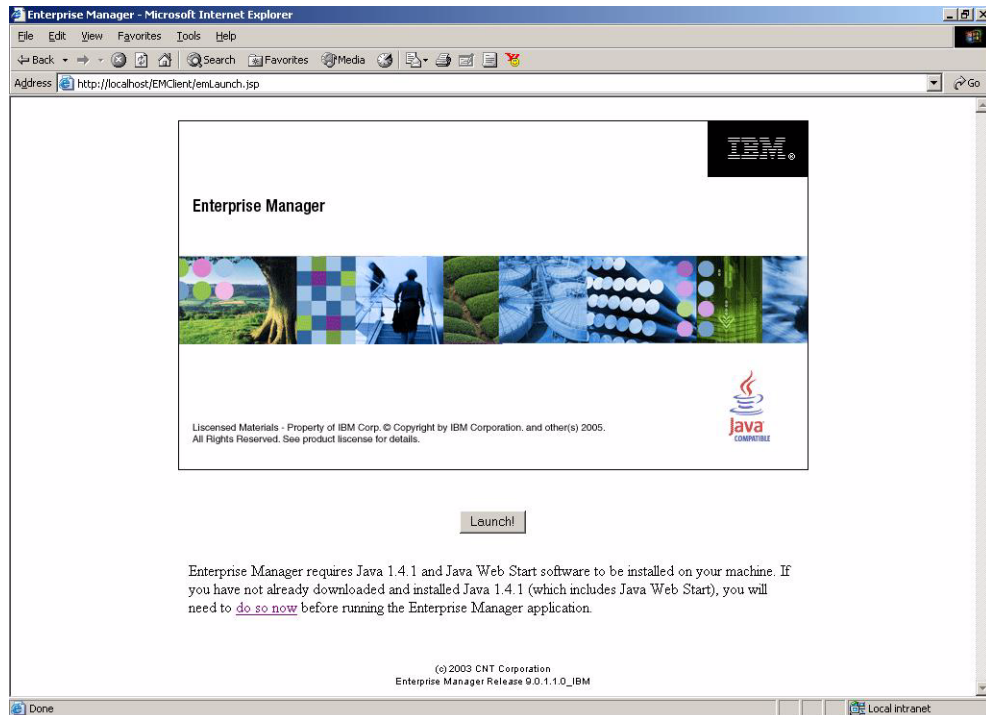 Enterprise Manager - Microsoft Internet Explorer
File Edit View Favorites Tools Help
Back Search Favorites Media
Address http://localhost/EMClient/emLaunch.jsp Go
IBM®
Enterprise Manager
Liscensed Materials - Property of IBM Corp. © Copyright by IBM Corporation. and other(s) 2005.
All Rights Reserved. See product liscense for details.
Java
COMPATIBLE
Launch!
Enterprise Manager requires Java 1.4.1 and Java Web Start software to be installed on your machine. If
you have not already downloaded and installed Java 1.4.1 (which includes Java Web Start), you will
need to do so now before running the Enterprise Manager application.
(c) 2003 CNT Corporation
Enterprise Manager Release 9.0.1.1.0_IBM
Done Local intranet